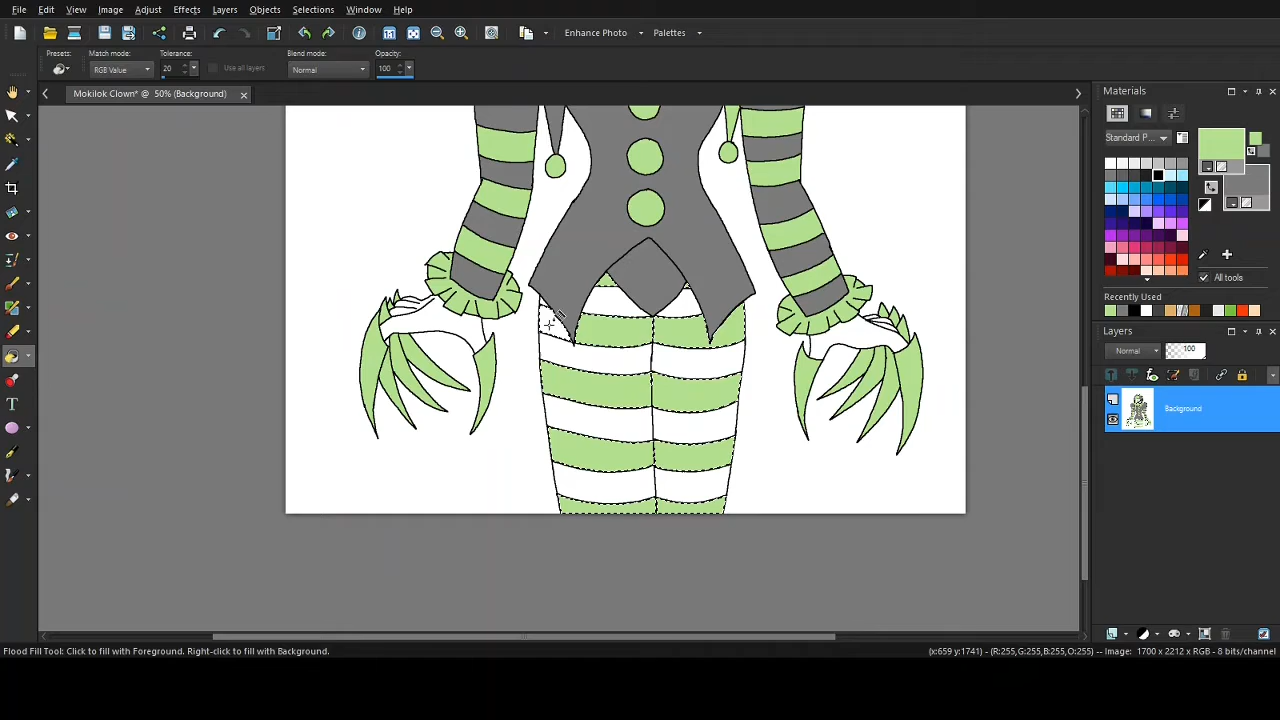 File Edit View Image Adjust Effects Layers Objects Selections Window Help
Enhance Photo Palettes
Presets: Match mode: Tolerance: Blend mode: Opacity:
RGB Value 20 Use all layers Normal 100
Mokilok Clown* @ 50% (Background)
Materials
Standard P...
All tools
Recently Used
Layers
Normal 100
Background
Flood Fill Tool: Click to fill with Foreground. Right-click to fill with Background. (x:659 y:1741) - (R:255,G:255,B:255,O:255) -- Image: 1700 x 2212 x RGB - 8 bits/channel